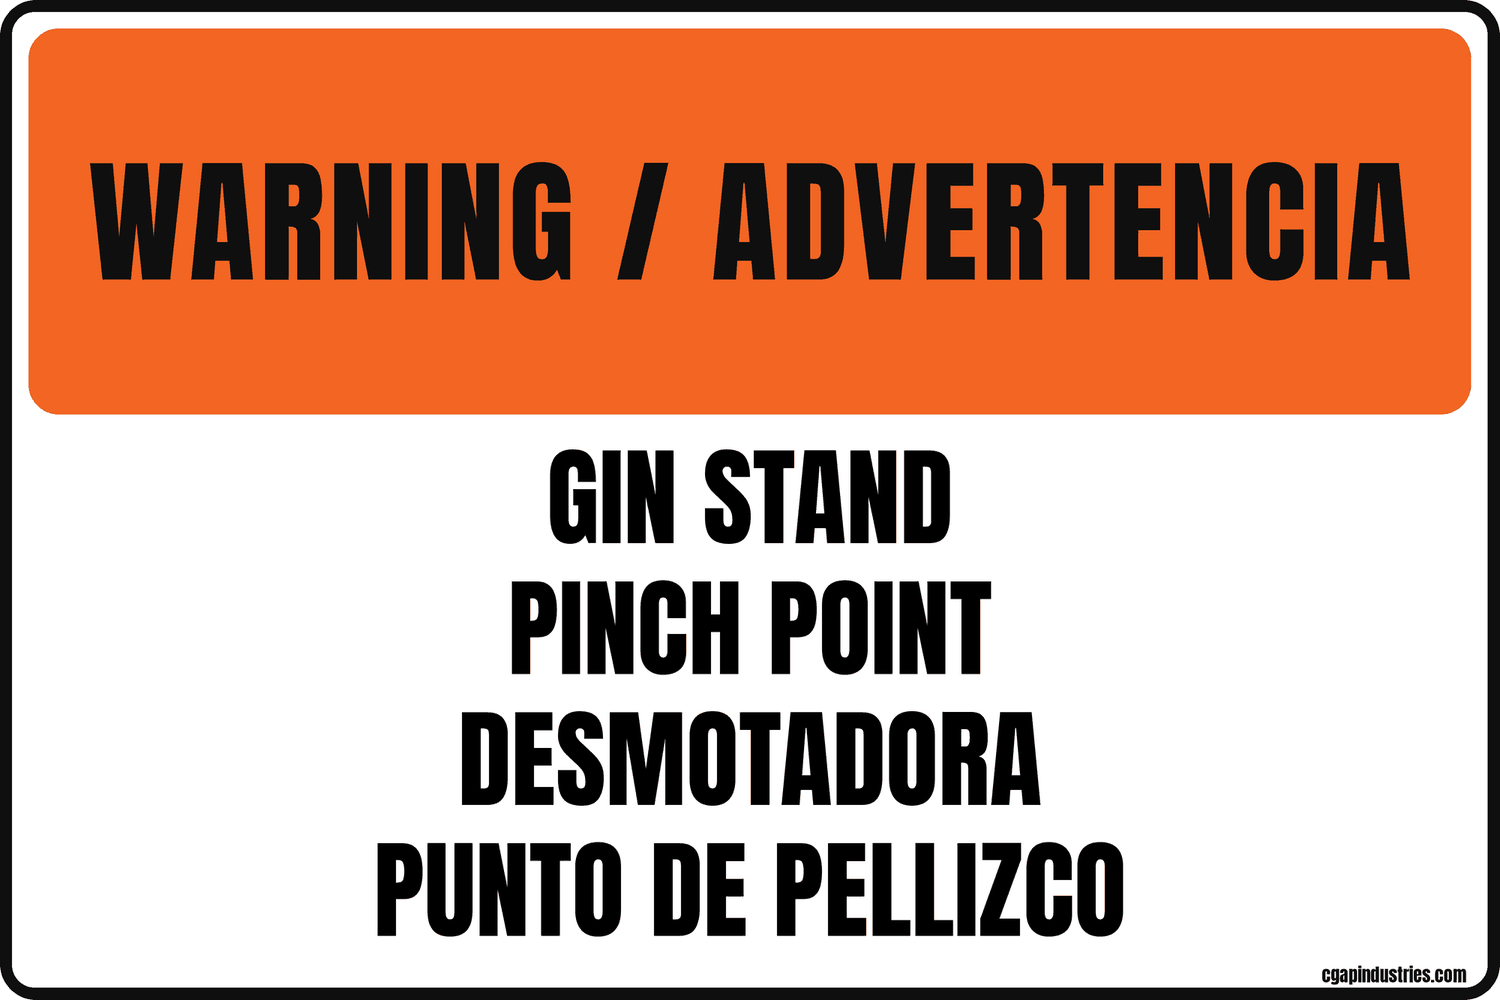 WARNING / ADVERTENCIA
GIN STAND
PINCH POINT
DESMOTADORA
PUNTO DE PELLIZCO
cgapindustries.com